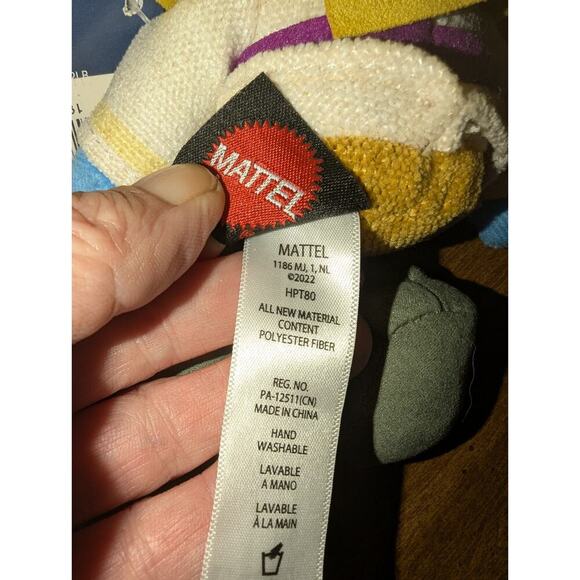 MATTEL
MATTEL
1186 MJ, 1, NL
©2022
HPT80
ALL NEW MATERIAL
CONTENT
POLYESTER FIBER
REG. NO.
PA-12511(CN)
MADE IN CHINA
HAND
WASHABLE
LAVABLE
A MANO
LAVABLE
À LA MAIN